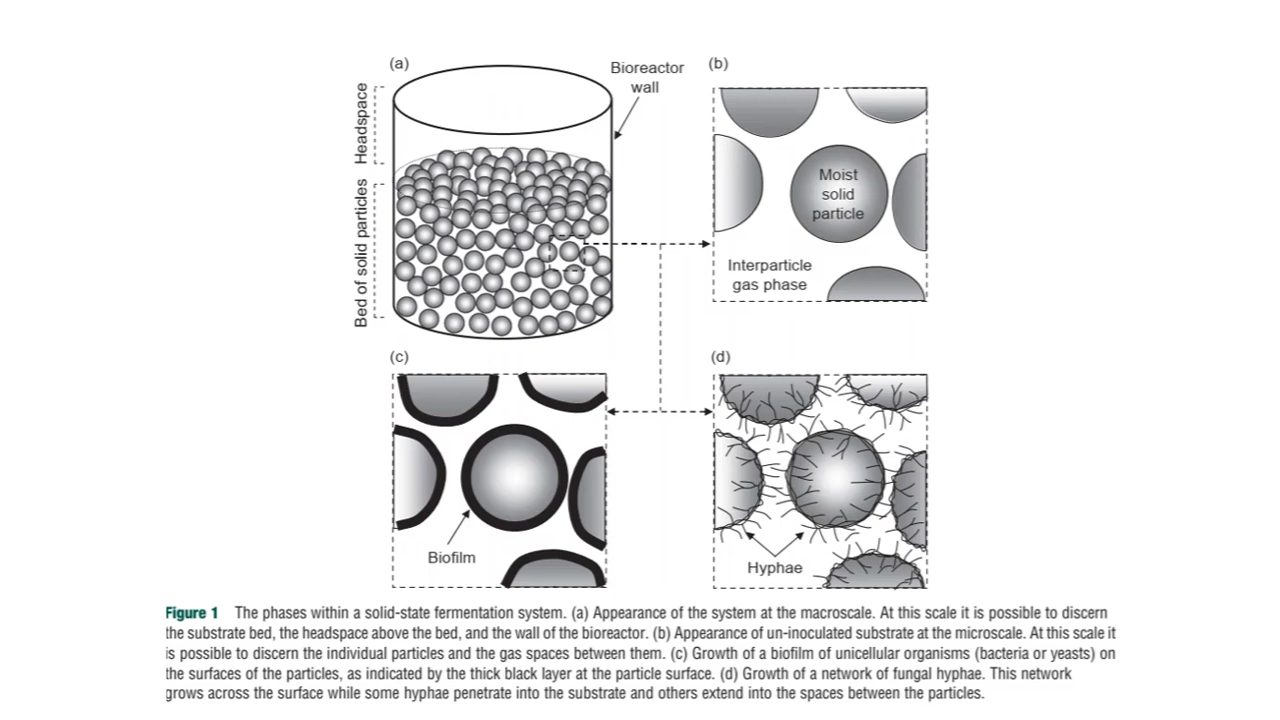 (a)
Bioreactor
wall
(b)
Headspace
Bed of solid particles
Moist
solid
particle
Interparticle
gas phase
(c)
(d)
Biofilm
Hyphae
Figure 1 The phases within a solid-state fermentation system. (a) Appearance of the system at the macroscale. At this scale it is possible to discern
the substrate bed, the headspace above the bed, and the wall of the bioreactor. (b) Appearance of un-inoculated substrate at the microscale. At this scale it
is possible to discern the individual particles and the gas spaces between them. (c) Growth of a biofilm of unicellular organisms (bacteria or yeasts) on
the surfaces of the particles, as indicated by the thick black layer at the particle surface. (d) Growth of a network of fungal hyphae. This network
grows across the surface while some hyphae penetrate into the substrate and others extend into the spaces between the particles.